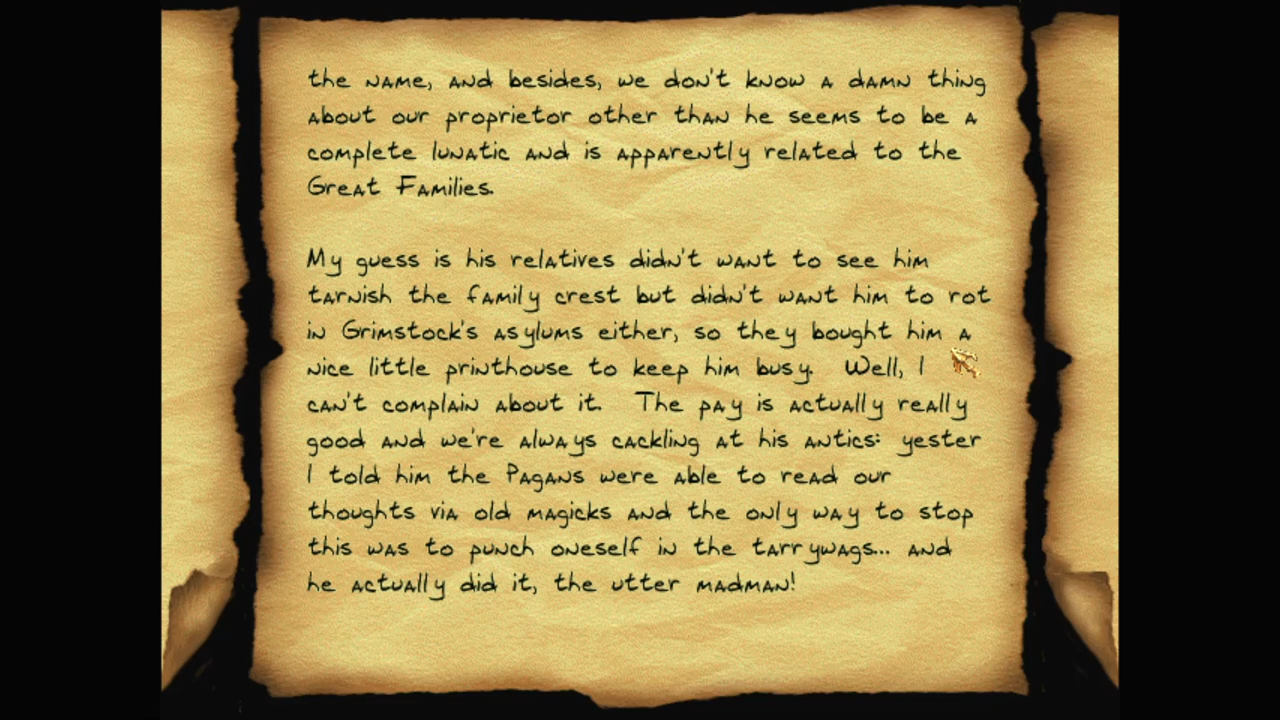 the name, and besides, we don't know a damn thing
about our proprietor other than he seems to be a
complete lunatic and is apparently related to the
Great Families.
My guess is his relatives didn't want to see him
tarnish the family crest but didn't want him to rot
in Grimstock's asylums either, so they bought him a
nice little printhouse to keep him busy.  Well, I
can't complain about it.  The pay is actually really
good and we're always cackling at his antics: yester
I told him the Pagans were able to read our
thoughts via old magicks and the only way to stop
this was to punch oneself in the tarrywags... and
he actually did it, the utter madman!